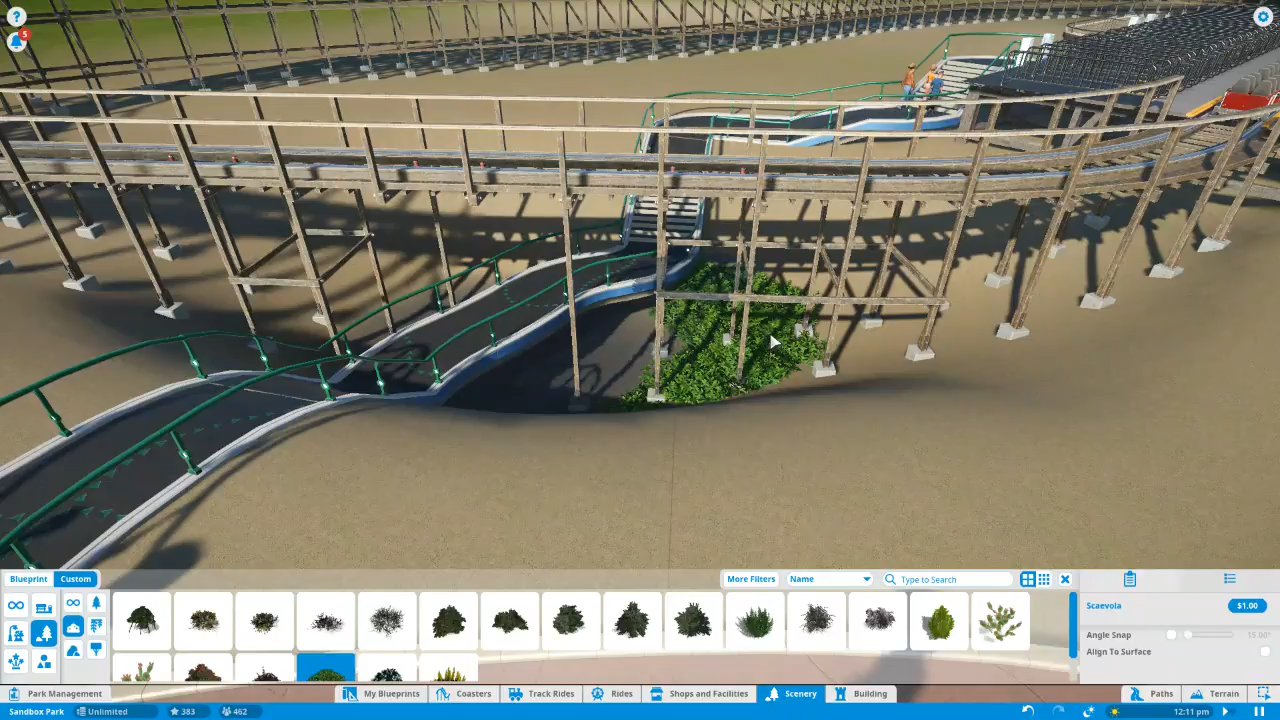 ?
5
Blueprint Custom More Filters Name Type to Search
Scaevola $1.00
Angle Snap 15.00°
Align To Surface
Park Management My Blueprints Coasters Track Rides Rides Shops and Facilities Scenery Building Paths Terrain
Sandbox Park Unlimited 383 462 12:11 pm